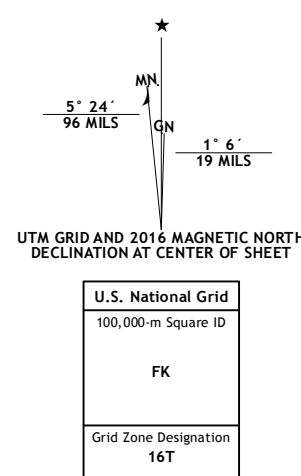 MN.
GN
5° 24´
96 MILS
1° 6´
19 MILS
UTM GRID AND 2016 MAGNETIC NORTH
DECLINATION AT CENTER OF SHEET
U.S. National Grid
100,000-m Square ID
FK
Grid Zone Designation
16T